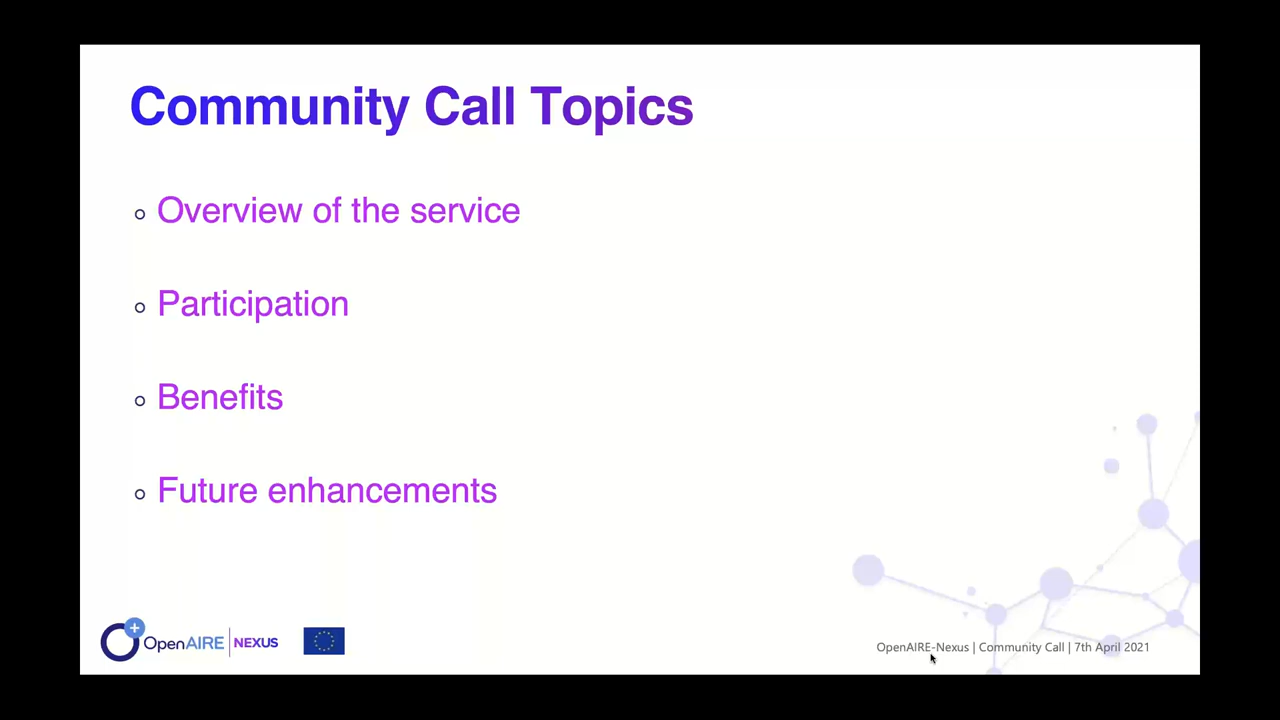 Community Call Topics
Overview of the service
Participation
Benefits
Future enhancements
OpenAIRE NEXUS
OpenAIRE-Nexus | Community Call | 7th April 2021